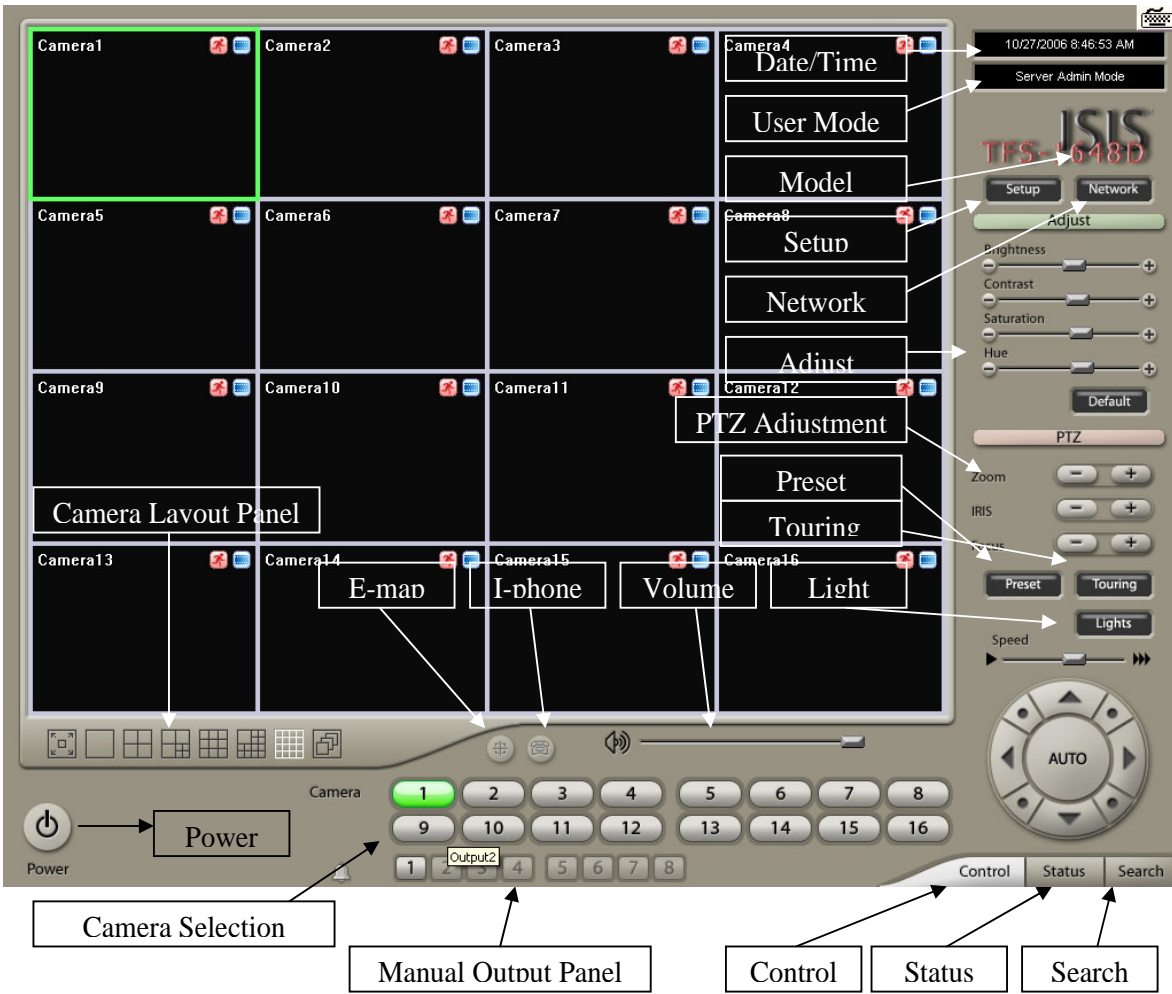 Camera1 Camera2 Camera3 Camera4
Date/Time
User Mode
Model
Camera5 Camera6 Camera7 Camera8
Setup
Network
Adjust
Camera9 Camera10 Camera11 Camera12
PTZ Adjustment
Preset
Camera Layout Panel
Touring
Camera13 Camera14 Camera15 Camera16
E-map I-phone Volume Light
10/27/2006 8:46:53 AM
Server Admin Mode
ISIS
TFS-1648D
Setup Network
Adjust
Brightness
Contrast
Saturation
Hue
Default
PTZ
Zoom
IRIS
Focus
Preset Touring
Lights
Speed
AUTO
Camera 1 2 3 4 5 6 7 8
9 10 11 12 13 14 15 16
Power
Power
Output2
1 2 3 4 5 6 7 8
Control Status Search
Camera Selection
Manual Output Panel
Control Status Search